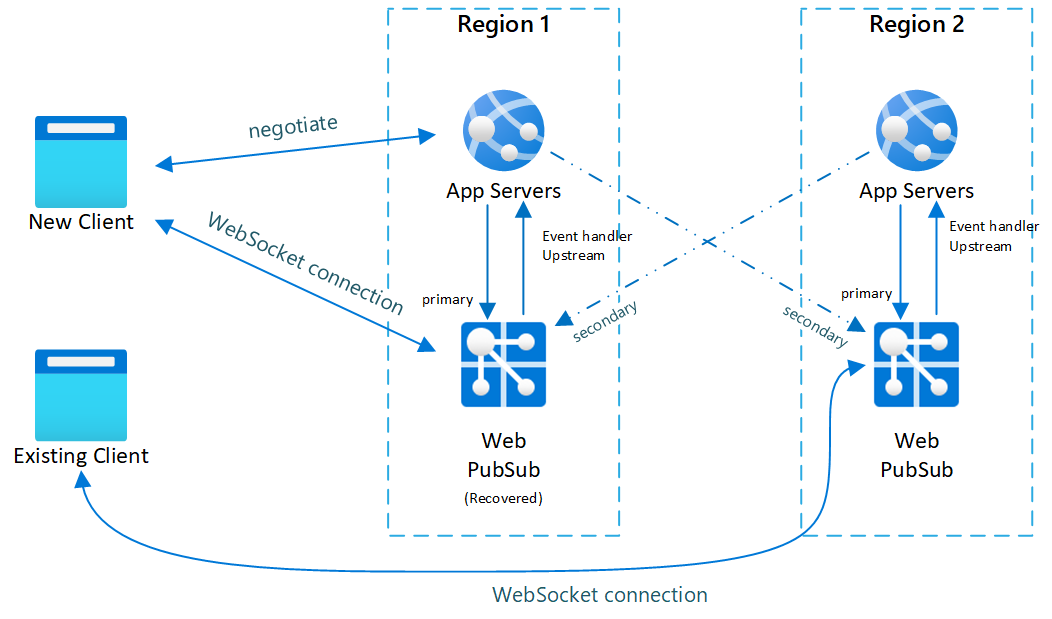 Region 1
Region 2
negotiate
New Client
App Servers
App Servers
WebSocket connection
Event handler
Upstream
Event handler
Upstream
primary
primary
secondary
secondary
Existing Client
Web
PubSub
(Recovered)
Web
PubSub
WebSocket connection